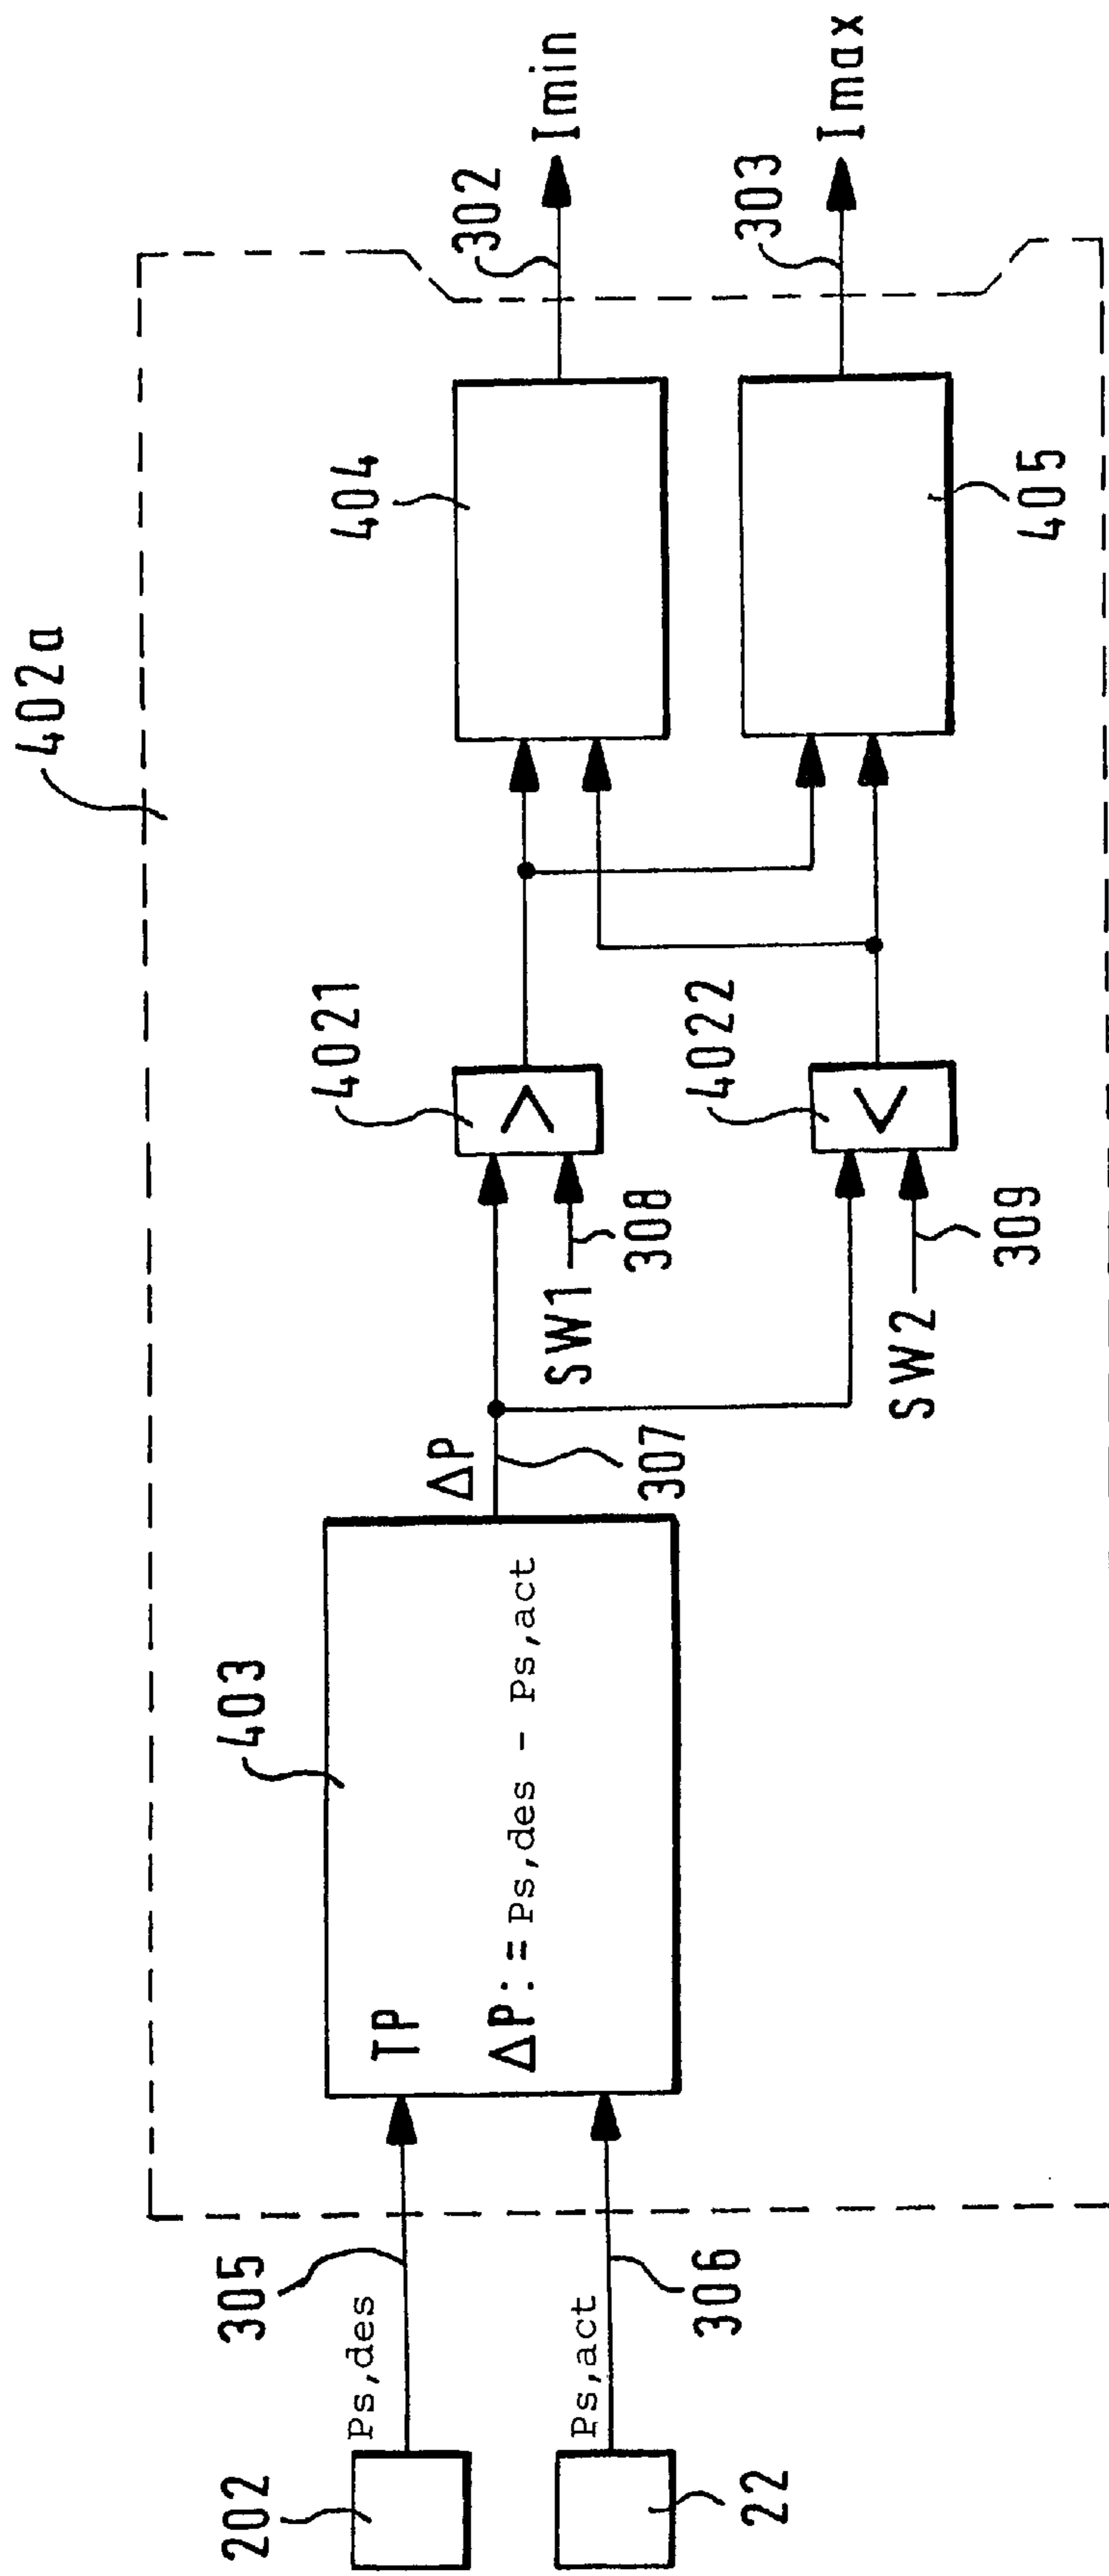 402a
202
Ps,des
305
22
Ps,act
306
403
TP
ΔP:=Ps,des - Ps,act
ΔP
307
4021
>
SW1
308
4022
<
SW2
309
404
405
302
Imin
303
Imax